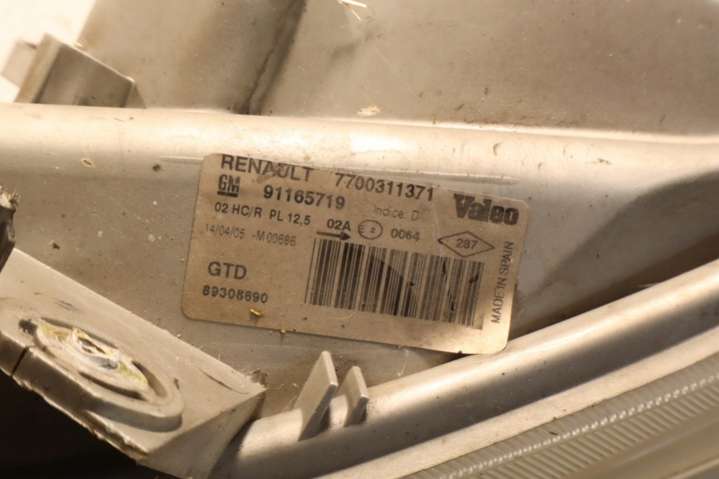 RENAULT 7700311371
GM 91165719 Indice. D Valeo
02 HC/R PL 12,5 02A E 2 0064 287
14/04/05 -M00686
GTD
89308690
MADE IN SPAIN